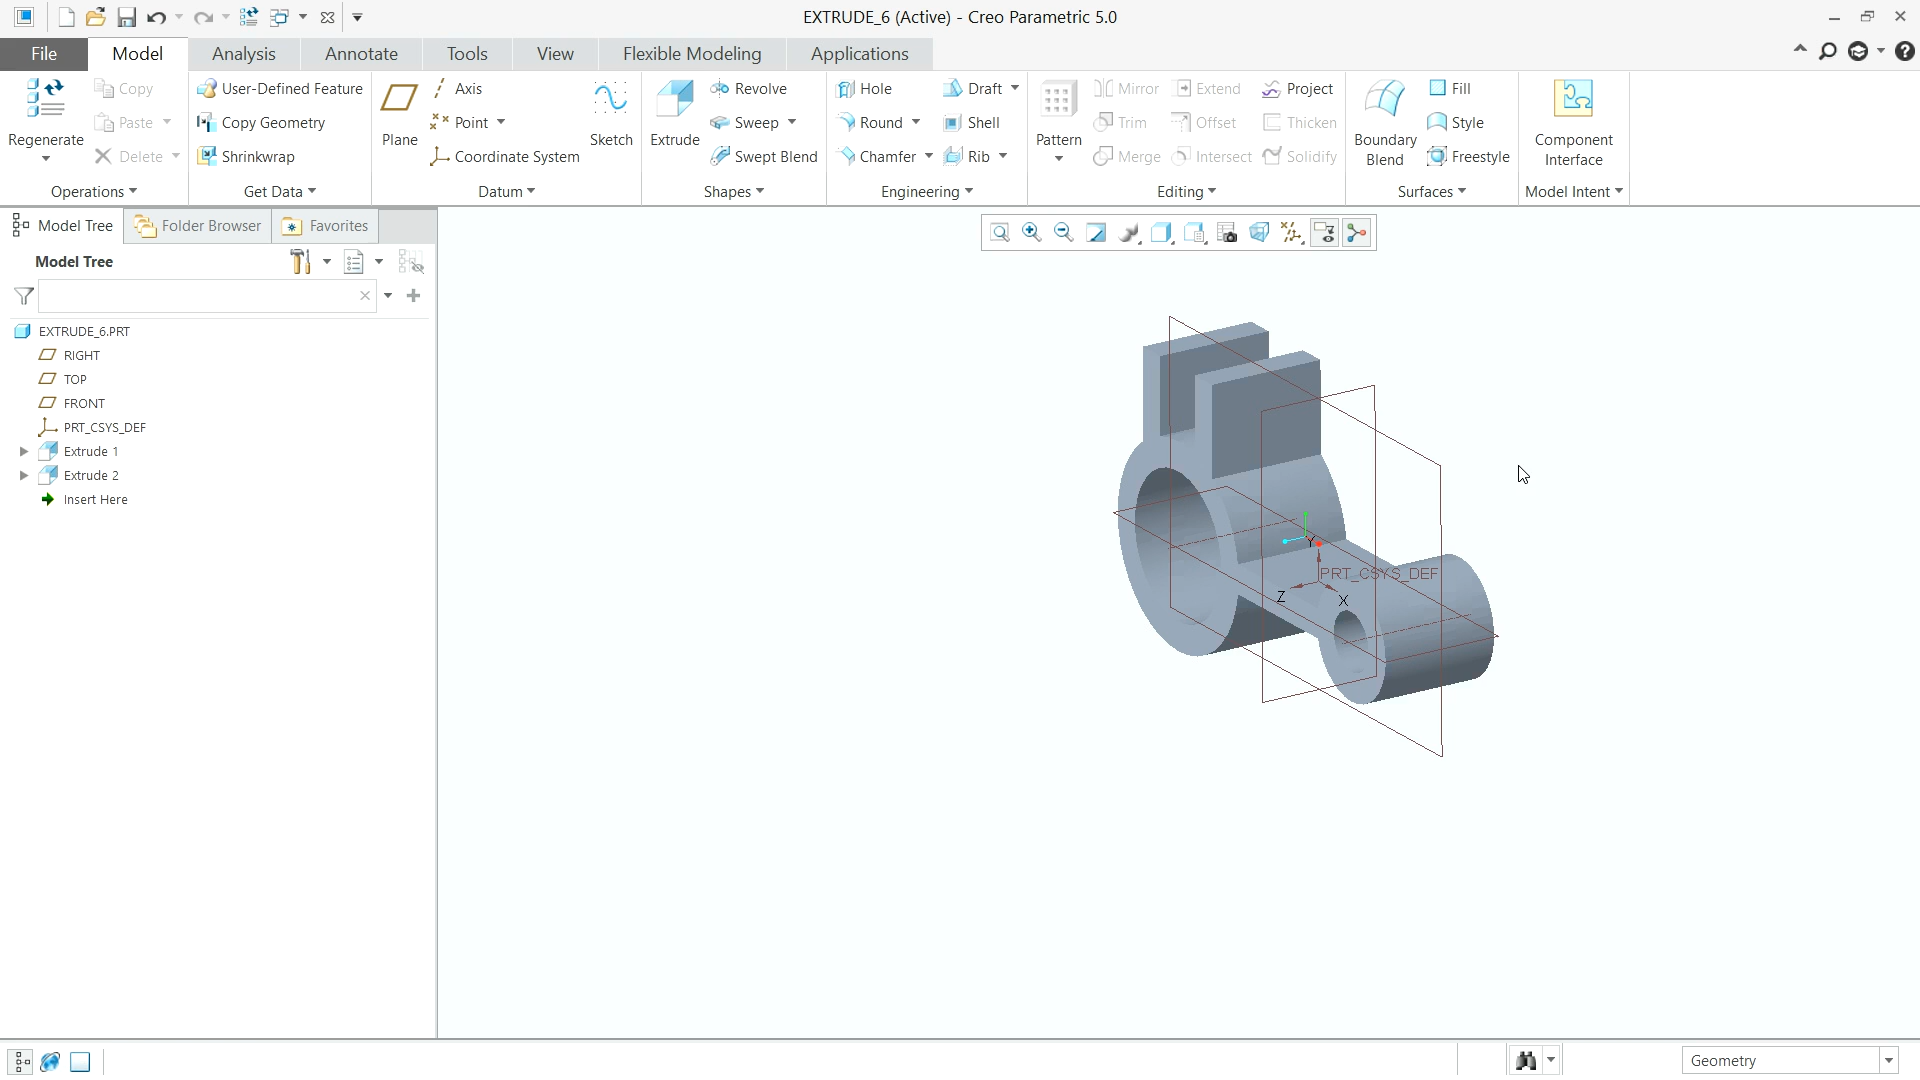 EXTRUDE_6 (Active) - Creo Parametric 5.0
File Model Analysis Annotate Tools View Flexible Modeling Applications
Regenerate
Copy
Paste
Delete
Operations
User-Defined Feature
Copy Geometry
Shrinkwrap
Get Data
Plane
Axis
Point
Coordinate System
Sketch
Datum
Extrude
Revolve
Sweep
Swept Blend
Shapes
Hole
Round
Chamfer
Draft
Shell
Rib
Engineering
Pattern
Mirror
Trim
Merge
Extend
Offset
Intersect
Project
Thicken
Solidify
Editing
Boundary
Blend
Fill
Style
Freestyle
Surfaces
Component
Interface
Model Intent
Model Tree Folder Browser Favorites
Model Tree
EXTRUDE_6.PRT
RIGHT
TOP
FRONT
PRT_CSYS_DEF
Extrude 1
Extrude 2
Insert Here
Y
PRT_CSYS_DEF
Z
X
Geometry